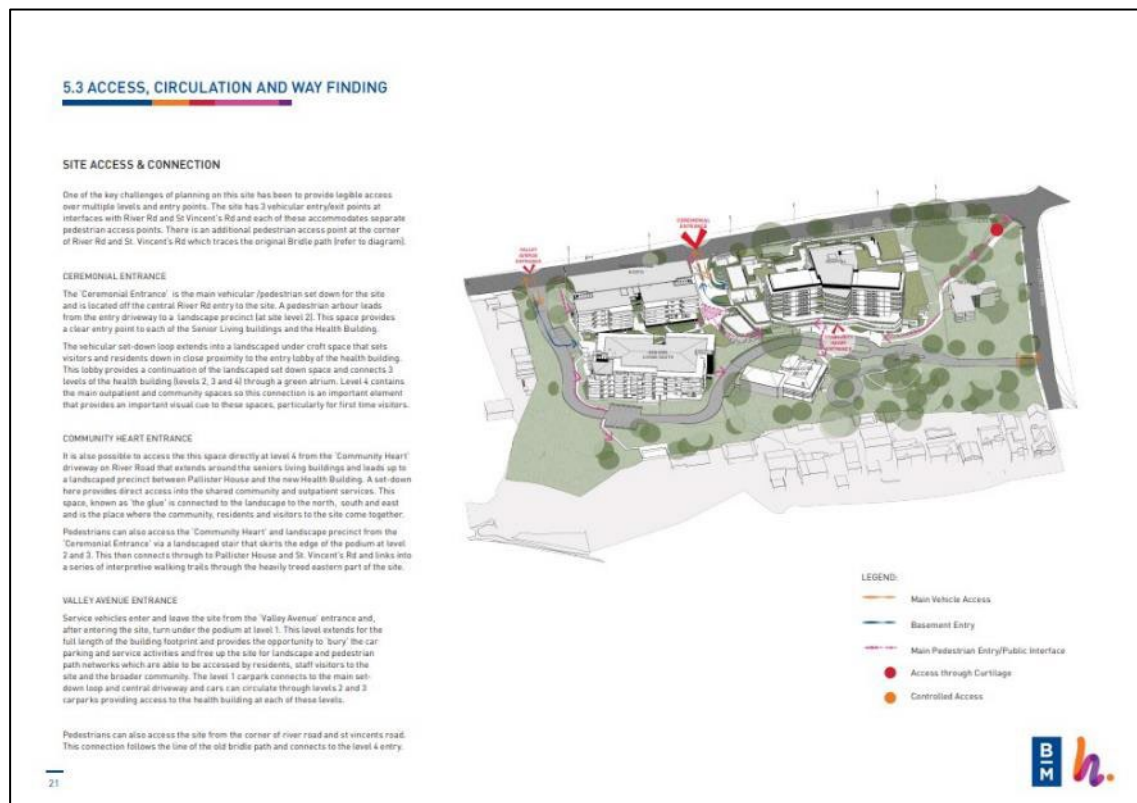 5.3 ACCESS, CIRCULATION AND WAY FINDING
SITE ACCESS & CONNECTION
One of the key challenges of planning on this site has been to provide legible access
over multiple levels and entry points. The site has 3 vehicular entry/exit points at
interfaces with River Rd and St Vincent's Rd and each of these accommodates separate
pedestrian access points. There is an additional pedestrian access point at the corner
of River Rd and St. Vincent's Rd which traces the original Bridle path (refer to diagram).
CEREMONIAL ENTRANCE
The 'Ceremonial Entrance' is the main vehicular /pedestrian set down for the site
and is located off the central River Rd entry to the site. A pedestrian arbour leads
from the entry driveway to a landscape precinct (at site level 2). This space provides
a clear entry point to each of the Senior Living buildings and the Health Building.
The vehicular set-down loop extends into a landscaped under croft space that sets
visitors and residents down in close proximity to the entry lobby of the health building.
This lobby provides a continuation of the landscaped set down space and connects 3
levels of the health building (levels 2, 3 and 4) through a green atrium. Level 4 contains
the main outpatient and community spaces so this connection is an important element
that provides an important visual cue to these spaces, particularly for first time visitors.
COMMUNITY HEART ENTRANCE
It is also possible to access the this space directly at level 4 from the 'Community Heart'
driveway on River Road that extends around the seniors living buildings and leads up to
a landscaped precinct between Pallister House and the new Health Building. A set-down
here provides direct access into the shared community and outpatient services. This
space, known as 'the glue' is connected to the landscape to the north, south and east
and is the place where the community, residents and visitors to the site come together.
Pedestrians can also access the 'Community Heart' and landscape precinct from the
'Ceremonial Entrance' via a landscaped stair that skirts the edge of the podium at level
2 and 3. This then connects through to Pallister House and St. Vincent's Rd and links into
a series of interpretive walking trails through the heavily treed eastern part of the site.
VALLEY AVENUE ENTRANCE
Service vehicles enter and leave the site from the 'Valley Avenue' entrance and,
after entering the site, turn under the podium at level 1. This level extends for the
full length of the building footprint and provides the opportunity to 'bury' the car
parking and service activities and free up the site for landscape and pedestrian
path networks which are able to be accessed by residents, staff visitors to the
site and the broader community. The level 1 carpark connects to the main set-
down loop and central driveway and cars can circulate through levels 2 and 3
carparks providing access to the health building at each of these levels.
Pedestrians can also access the site from the corner of river road and st vincents road.
This connection follows the line of the old bridle path and connects to the level 4 entry.
21
CEREMONIAL
ENTRANCE
VALLEY
AVENUE
ENTRANCE
COMMUNITY
HEART
ENTRANCE
LEGEND:
Main Vehicle Access
Basement Entry
Main Pedestrian Entry/Public Interface
Access through Curtilage
Controlled Access
B
M
h.